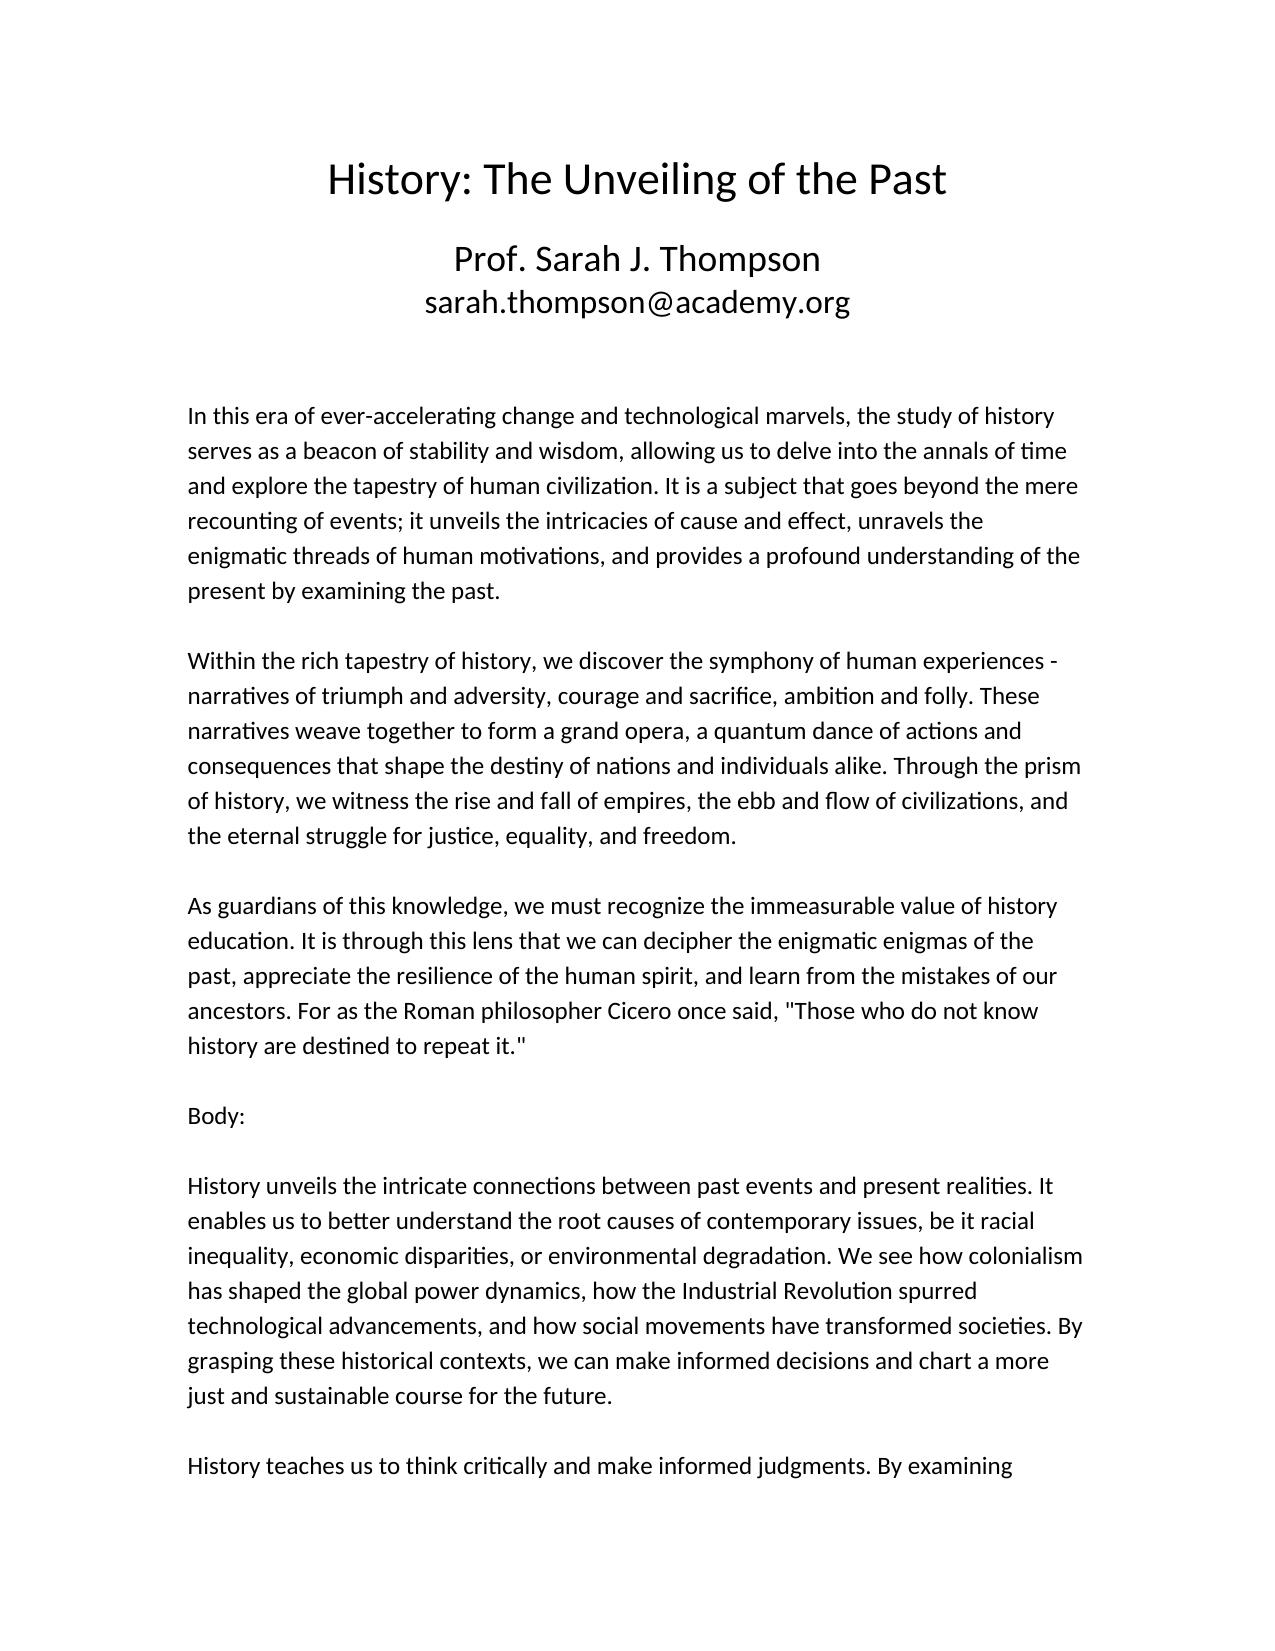 History: The Unveiling of the Past
Prof. Sarah J. Thompson
sarah.thompson@academy.org
In this era of ever-accelerating change and technological marvels, the study of history
serves as a beacon of stability and wisdom, allowing us to delve into the annals of time
and explore the tapestry of human civilization. It is a subject that goes beyond the mere
recounting of events; it unveils the intricacies of cause and effect, unravels the
enigmatic threads of human motivations, and provides a profound understanding of the
present by examining the past.
Within the rich tapestry of history, we discover the symphony of human experiences -
narratives of triumph and adversity, courage and sacrifice, ambition and folly. These
narratives weave together to form a grand opera, a quantum dance of actions and
consequences that shape the destiny of nations and individuals alike. Through the prism
of history, we witness the rise and fall of empires, the ebb and flow of civilizations, and
the eternal struggle for justice, equality, and freedom.
As guardians of this knowledge, we must recognize the immeasurable value of history
education. It is through this lens that we can decipher the enigmatic enigmas of the
past, appreciate the resilience of the human spirit, and learn from the mistakes of our
ancestors. For as the Roman philosopher Cicero once said, "Those who do not know
history are destined to repeat it."
Body:
History unveils the intricate connections between past events and present realities. It
enables us to better understand the root causes of contemporary issues, be it racial
inequality, economic disparities, or environmental degradation. We see how colonialism
has shaped the global power dynamics, how the Industrial Revolution spurred
technological advancements, and how social movements have transformed societies. By
grasping these historical contexts, we can make informed decisions and chart a more
just and sustainable course for the future.
History teaches us to think critically and make informed judgments. By examining